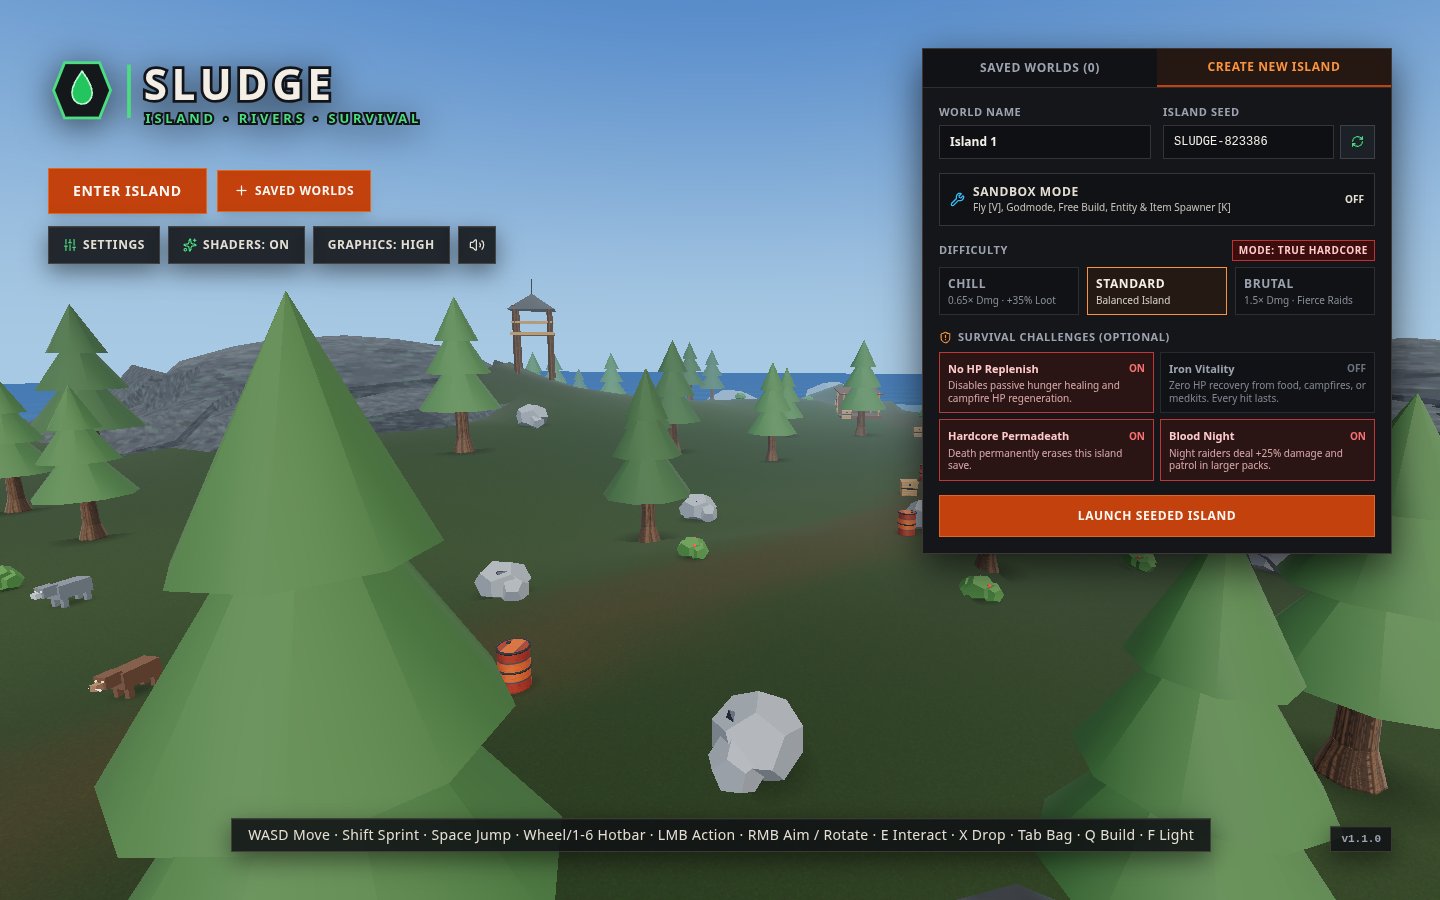 SLUDGE
ISLAND • RIVERS • SURVIVAL
ENTER ISLAND
SAVED WORLDS
SETTINGS
SHADERS: ON
GRAPHICS: HIGH
SAVED WORLDS (0)
CREATE NEW ISLAND
WORLD NAME
ISLAND SEED
Island 1
SLUDGE-823386
SANDBOX MODE
Fly [V], Godmode, Free Build, Entity & Item Spawner [K]
OFF
DIFFICULTY
MODE: TRUE HARDCORE
CHILL
0.65× Dmg · +35% Loot
STANDARD
Balanced Island
BRUTAL
1.5× Dmg · Fierce Raids
SURVIVAL CHALLENGES (OPTIONAL)
No HP Replenish
ON
Disables passive hunger healing and
campfire HP regeneration.
Iron Vitality
OFF
Zero HP recovery from food, campfires, or
medkits. Every hit lasts.
Hardcore Permadeath
ON
Death permanently erases this island
save.
Blood Night
ON
Night raiders deal +25% damage and
patrol in larger packs.
LAUNCH SEEDED ISLAND
WASD Move · Shift Sprint · Space Jump · Wheel/1-6 Hotbar · LMB Action · RMB Aim / Rotate · E Interact · X Drop · Tab Bag · Q Build · F Light
v1.1.0